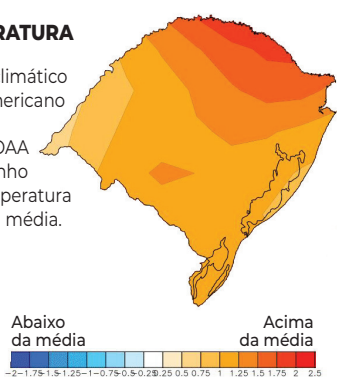 RATURA
limático
mericano
OAA
nho
peratura
média.
Abaixo
da média
Acima
da média
-2 -1.75 -1.5 -1.25 -1 -0.75 -0.5 -0.25 0.25 0.5 0.75 1 1.25 1.5 1.75 2 2.5